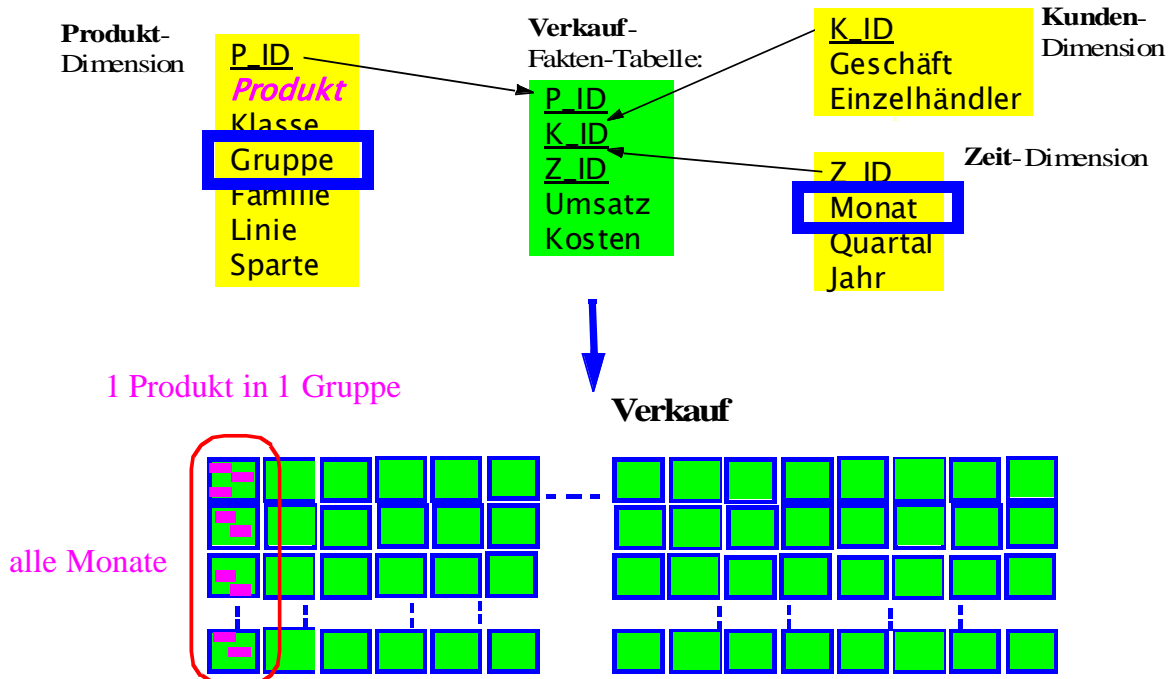 Produkt-
Dimension
P_ID
Produkt
Klasse
Gruppe
Familie
Linie
Sparte
Verkauf-
Fakten-Tabelle:
P_ID
K_ID
Z_ID
Umsatz
Kosten
K_ID
Geschäft
Einzelhändler
Kunden-
Dimension
Zeit-Dimension
Z_ID
Monat
Quartal
Jahr
1 Produkt in 1 Gruppe
Verkauf
alle Monate